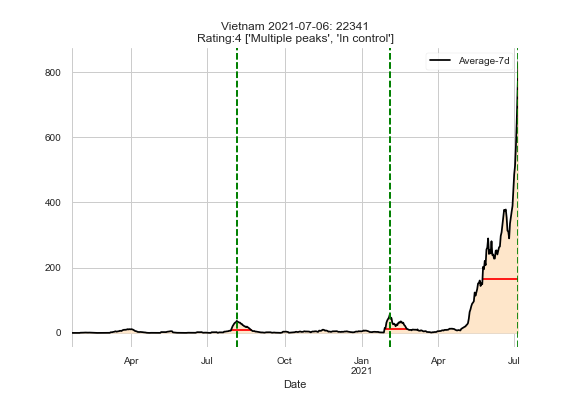 Vietnam 2021-07-06: 22341
Rating:4 ['Multiple peaks', 'In control']
Average-7d
800
600
400
200
0
Apr
Jul
Oct
Jan
2021
Apr
Jul
Date